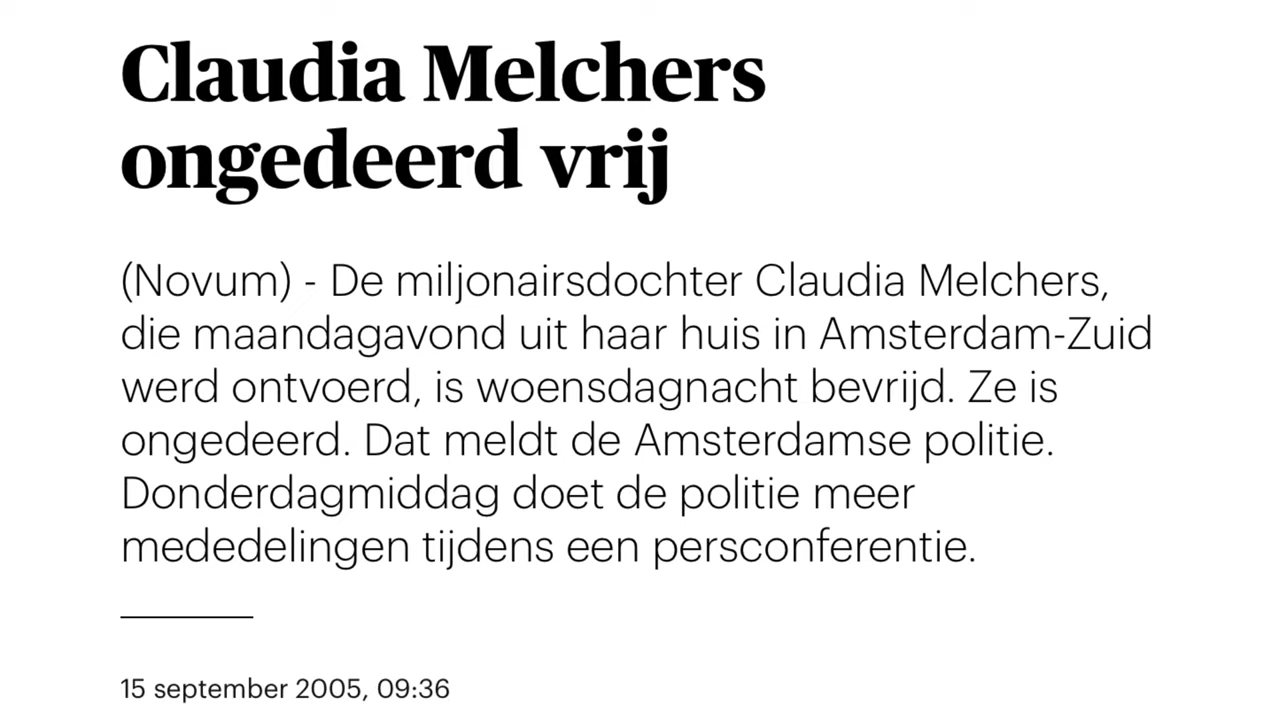 Claudia Melchers
ongedeerd vrij
(Novum) - De miljonairsdochter Claudia Melchers,
die maandagavond uit haar huis in Amsterdam-Zuid
werd ontvoerd, is woensdagnacht bevrijd. Ze is
ongedeerd. Dat meldt de Amsterdamse politie.
Donderdagmiddag doet de politie meer
mededelingen tijdens een persconferentie.
15 september 2005, 09:36